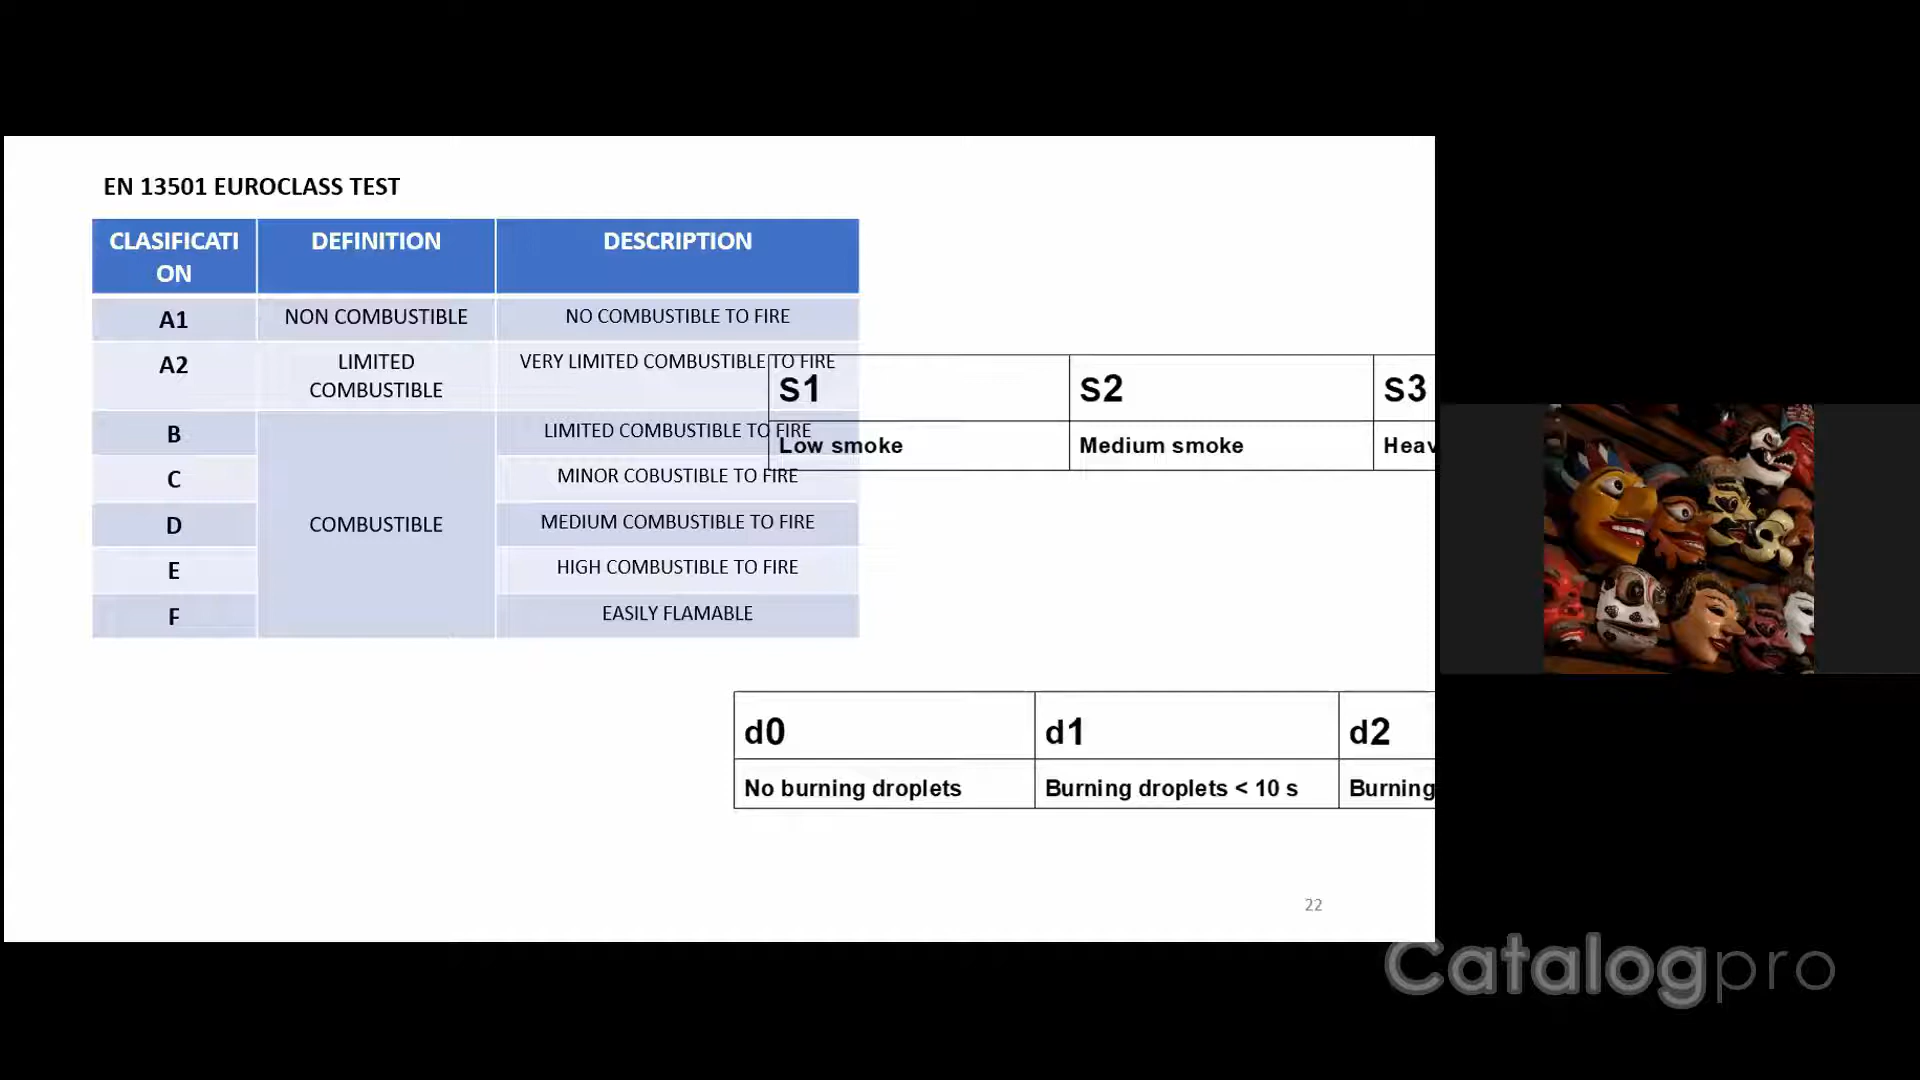 EN 13501 EUROCLASS TEST
CLASIFICATI
ON
DEFINITION
DESCRIPTION
A1
NON COMBUSTIBLE
NO COMBUSTIBLE TO FIRE
A2
LIMITED
COMBUSTIBLE
VERY LIMITED COMBUSTIBLE TO FIRE
B
LIMITED COMBUSTIBLE TO FIRE
C
MINOR COBUSTIBLE TO FIRE
D
COMBUSTIBLE
MEDIUM COMBUSTIBLE TO FIRE
E
HIGH COMBUSTIBLE TO FIRE
F
EASILY FLAMABLE
S1
S2
S3
Low smoke
Medium smoke
Heav
d0
d1
d2
No burning droplets
Burning droplets < 10 s
Burning
22
Catalogpro